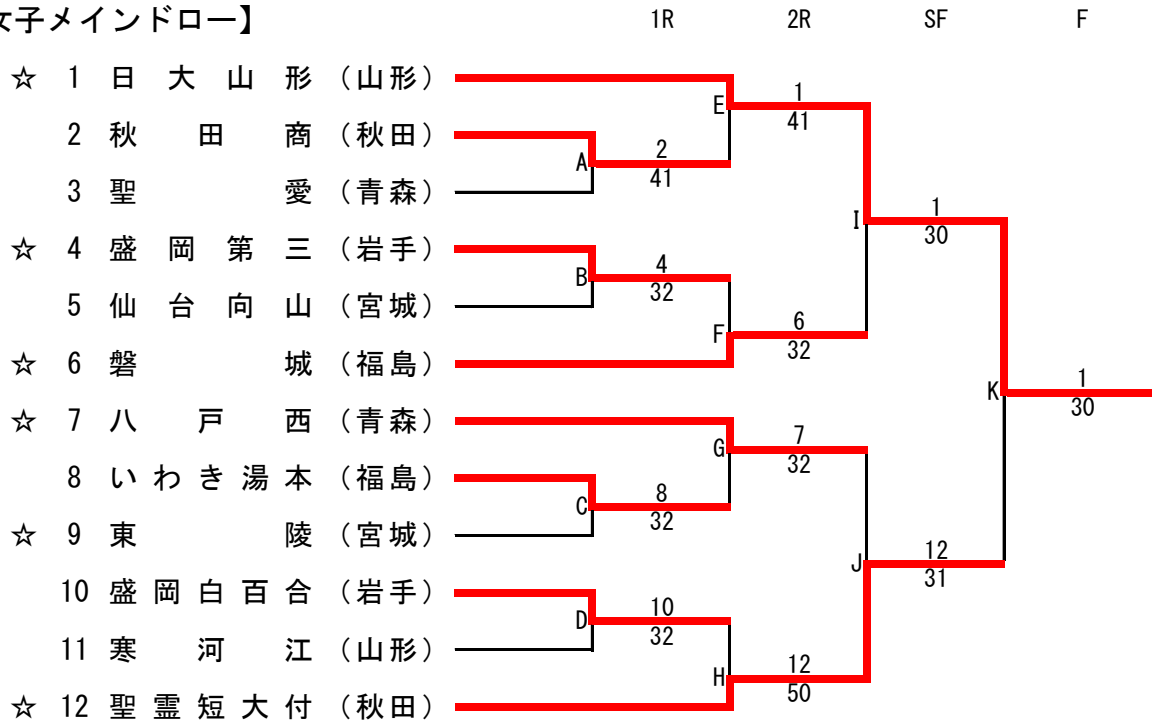 女子メインドロー】 1R 2R SF F
☆ 1 日大山形 (山形)
E 1
41
2 秋田商 (秋田)
A 2
41
3 聖愛 (青森)
I 1
30
☆ 4 盛岡第三 (岩手)
B 4
32
5 仙台向山 (宮城)
F 6
32
☆ 6 磐城 (福島)
K 1
30
☆ 7 八戸西 (青森)
G 7
32
8 いわき湯本 (福島)
C 8
32
☆ 9 東陵 (宮城)
J 12
31
10 盛岡白百合 (岩手)
D 10
32
11 寒河江 (山形)
H 12
50
☆ 12 聖霊短大付 (秋田)